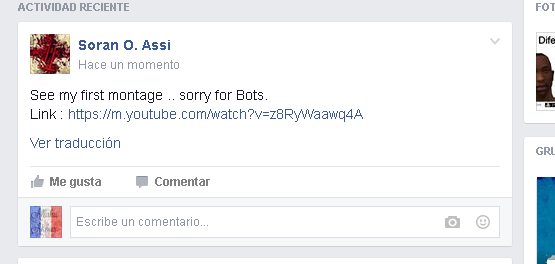 ACTIVIDAD RECIENTE
FOT
Soran O. Assi
Hace un momento
Dife
See my first montage .. sorry for Bots.
Link : https://m.youtube.com/watch?v=z8RyWaawq4A
Ver traducción
GRU
Me gusta Comentar
Escribe un comentario...